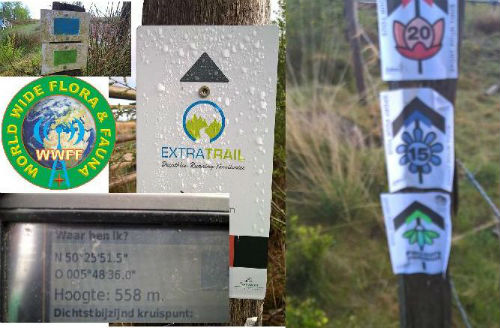 WORLD WIDE FLORA & FAUNA
WWFF
EXTRATRAIL
Waar ben ik?
N 50°25'51.5"
O 005°48'36.0"
Hoogte: 558 m.
Dichtstbijzijnd kruispunt:
20
15